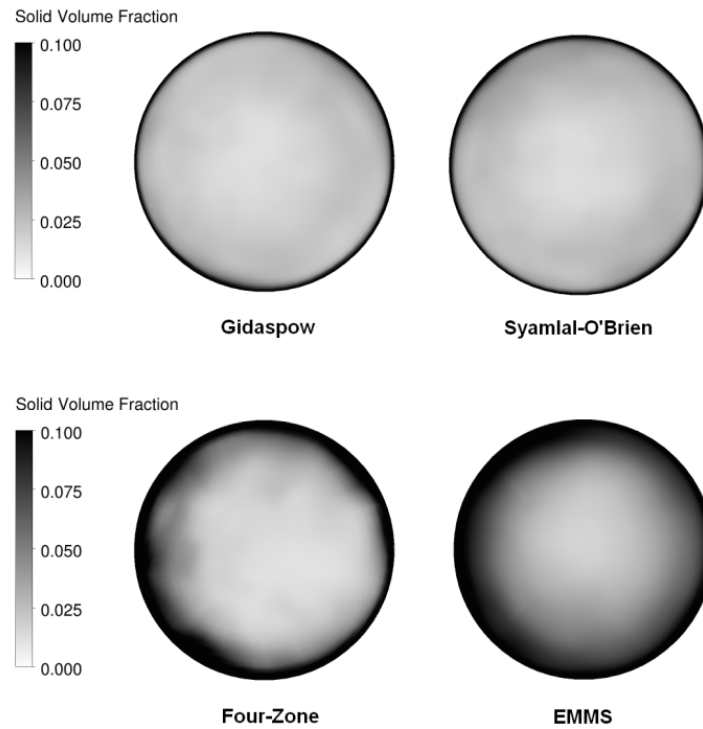 Solid Volume Fraction
0.100
0.075
0.050
0.025
0.000
Gidaspow
Syamlal-O'Brien
Solid Volume Fraction
0.100
0.075
0.050
0.025
0.000
Four-Zone
EMMS